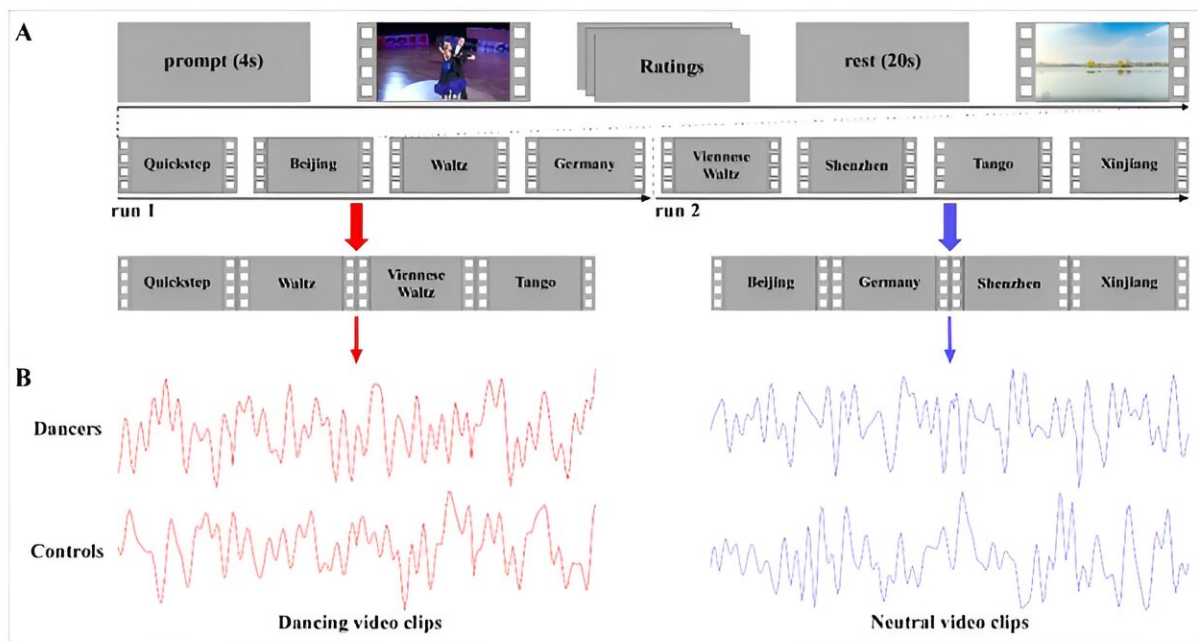 A
prompt (4s)
Ratings
rest (20s)
Quickstep
Beijing
Waltz
Germany
Viennese
Waltz
Shenzhen
Tango
Xinjiang
run 1
run 2
Quickstep
Waltz
Viennese
Waltz
Tango
Beijing
Germany
Shenzhen
Xinjiang
B
Dancers
Controls
Dancing video clips
Neutral video clips